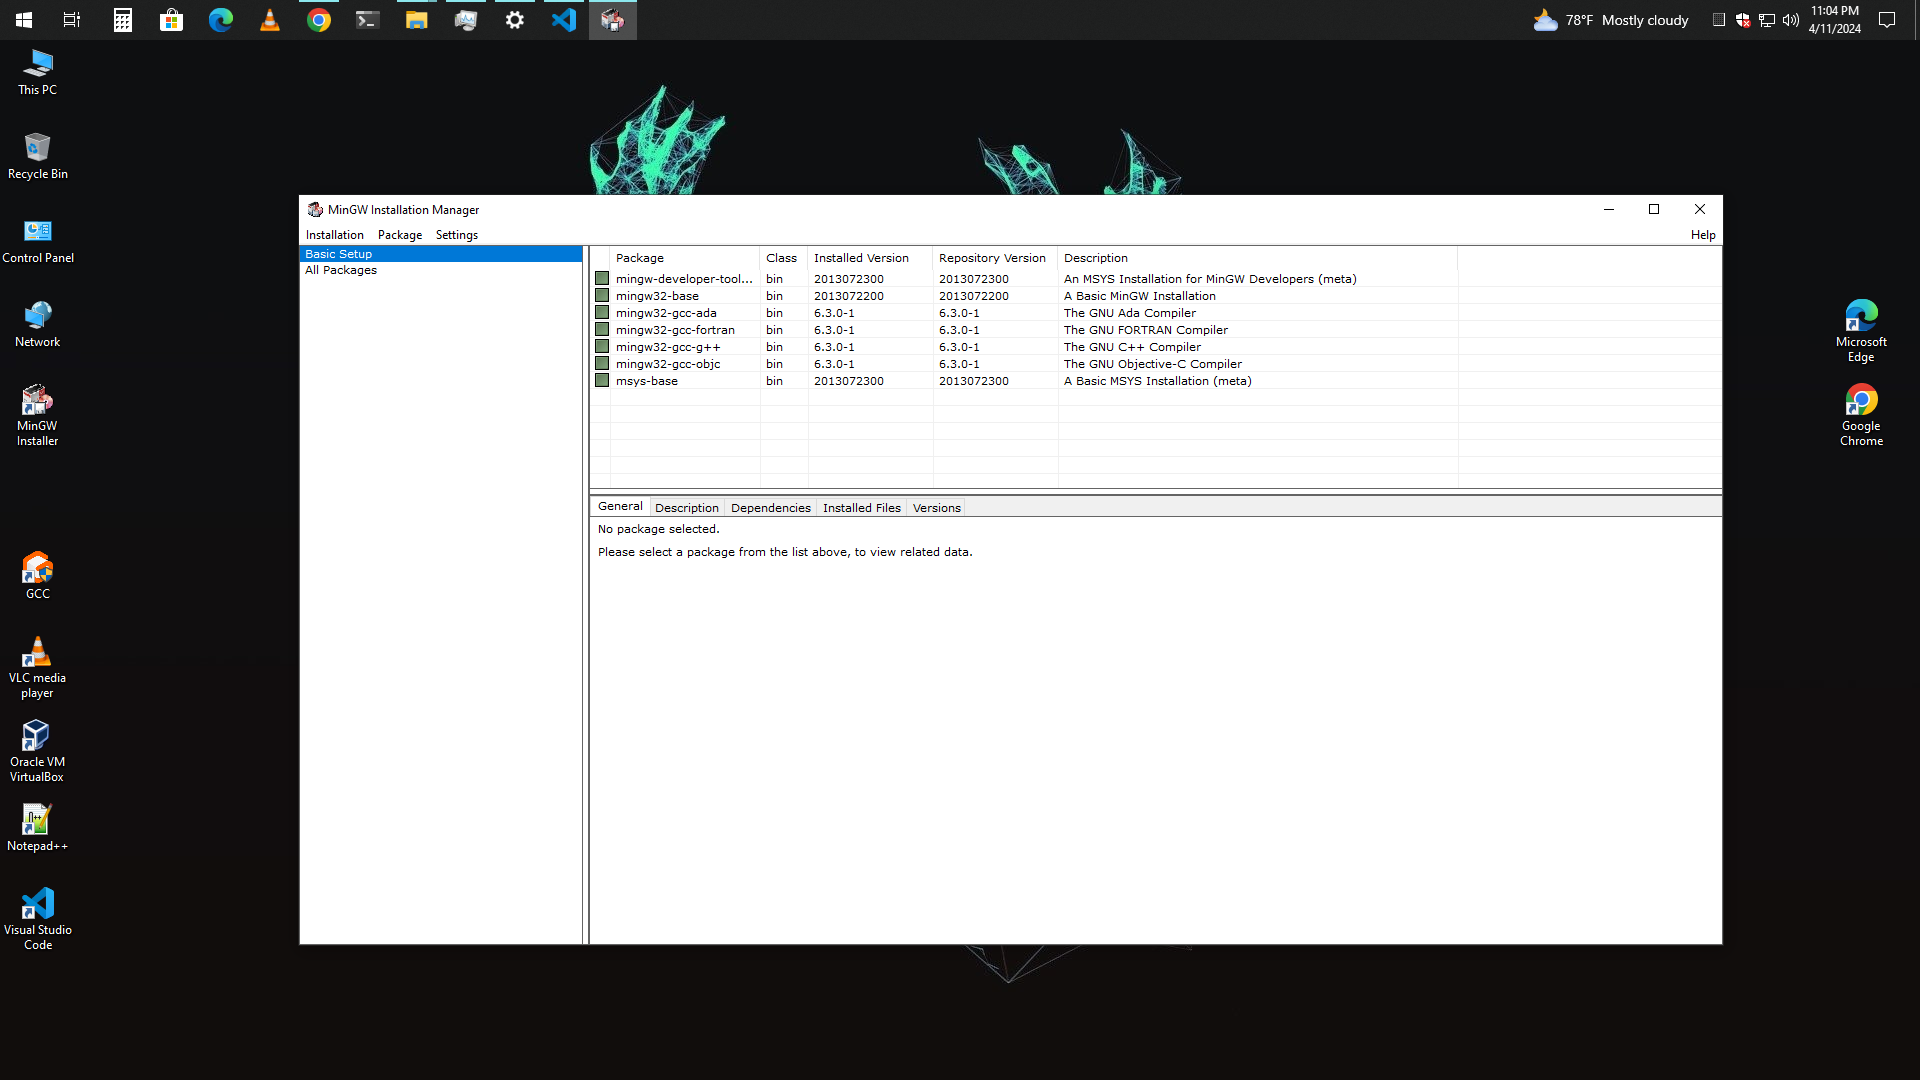 78°F Mostly cloudy
11:04 PM
4/11/2024
This PC
Recycle Bin
Control Panel
Network
MinGW
Installer
GCC
VLC media
player
Oracle VM
VirtualBox
Notepad++
Visual Studio
Code
MinGW Installation Manager
Installation Package Settings Help
Basic Setup
All Packages
Package Class Installed Version Repository Version Description
mingw-developer-tool... bin 2013072300 2013072300 An MSYS Installation for MinGW Developers (meta)
mingw32-base bin 2013072200 2013072200 A Basic MinGW Installation
mingw32-gcc-ada bin 6.3.0-1 6.3.0-1 The GNU Ada Compiler
mingw32-gcc-fortran bin 6.3.0-1 6.3.0-1 The GNU FORTRAN Compiler
mingw32-gcc-g++ bin 6.3.0-1 6.3.0-1 The GNU C++ Compiler
mingw32-gcc-objc bin 6.3.0-1 6.3.0-1 The GNU Objective-C Compiler
msys-base bin 2013072300 2013072300 A Basic MSYS Installation (meta)
General Description Dependencies Installed Files Versions
No package selected.
Please select a package from the list above, to view related data.
Microsoft
Edge
Google
Chrome